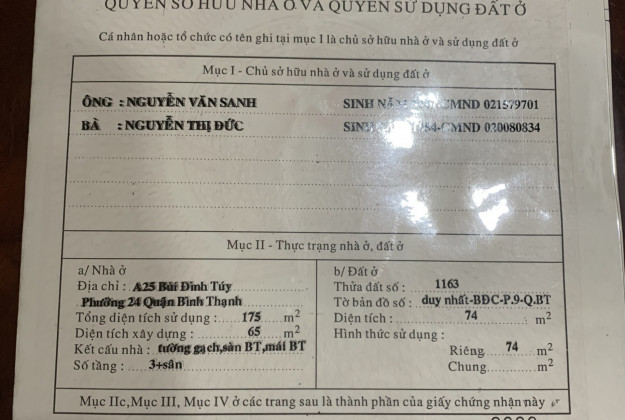 QUYỀN SỞ HỮU NHÀ Ở VÀ QUYỀN SỬ DỤNG ĐẤT Ở
Cá nhân hoặc tổ chức có tên ghi tại mục I là chủ sở hữu nhà ở và sử dụng đất ở
Mục I - Chủ sở hữu nhà ở và sử dụng đất ở
ÔNG : NGUYỄN VĂN SANH SINH CMND 021579701
BÀ : NGUYỄN THỊ ĐỨC CMND 020080834
Mục II - Thực trạng nhà ở, đất ở
a/ Nhà ở
Địa chỉ : A25 Bùi Đình Túy
Phường 24 Quận Bình Thạnh
Tổng diện tích sử dụng : 175 m2
Diện tích xây dựng : 65 m2
Kết cấu nhà : tường gạch,sàn BT,mái BT
Số tầng : 3+sân
b/ Đất ở
Thửa đất số : 1163
Tờ bản đồ số : duy nhất-BĐC-P.9-Q.BT
Diện tích : 74 m2
Hình thức sử dụng :
Riêng 74 m2
Chung m2
Mục IIc,Mục III, Mục IV ở các trang sau là thành phần của giấy chứng nhận này